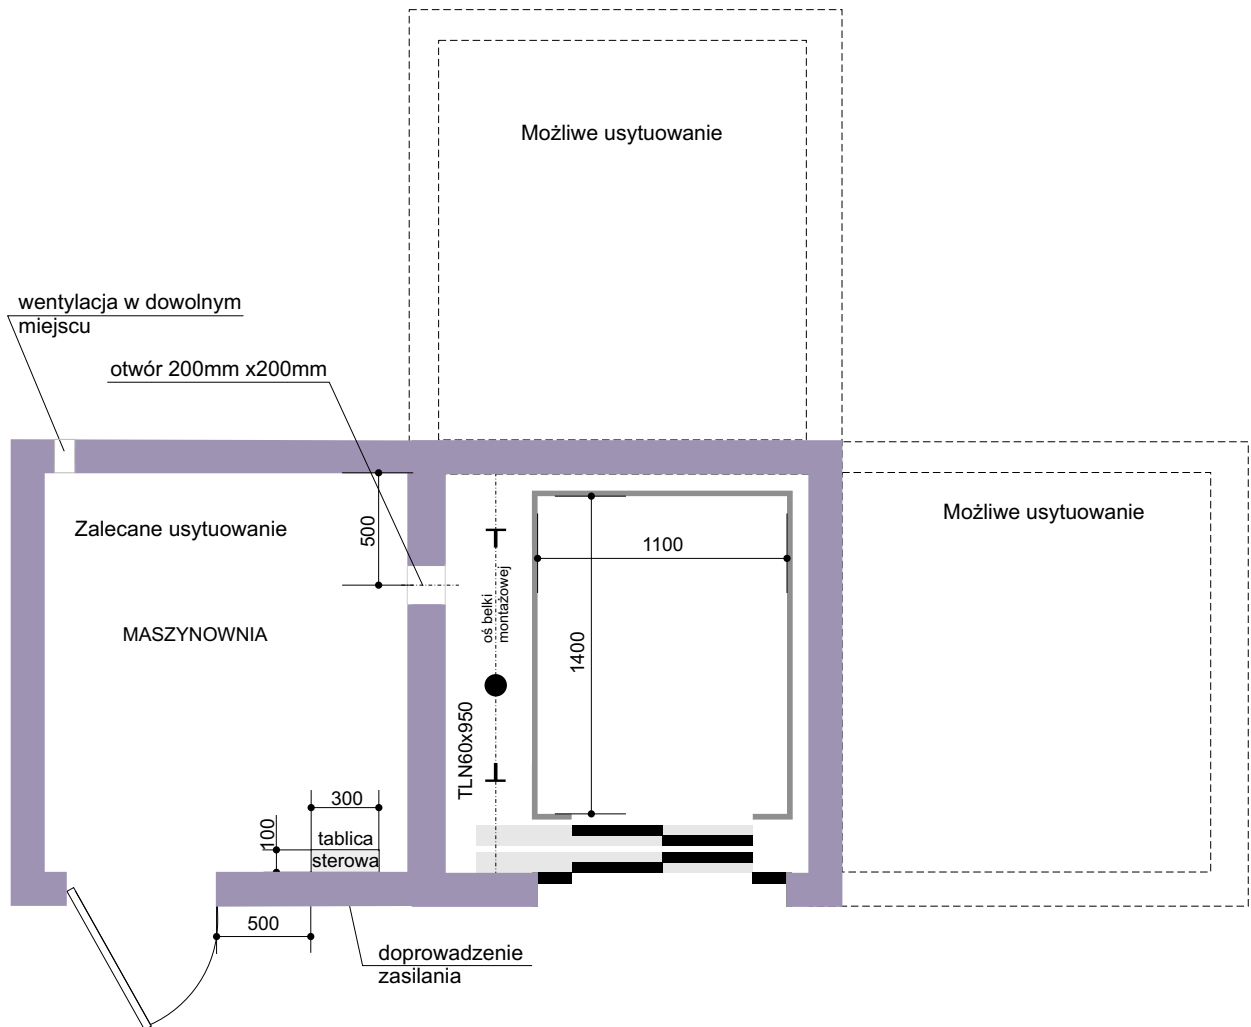 Możliwe usytuowanie
wentylacja w dowolnym
miejscu
otwór 200mm x200mm
Zalecane usytuowanie
500
1100
Możliwe usytuowanie
oś belki
montażowej
MASZYNOWNIA
1400
TLN60x950
300
100
tablica
sterowa
500
doprowadzenie
zasilania